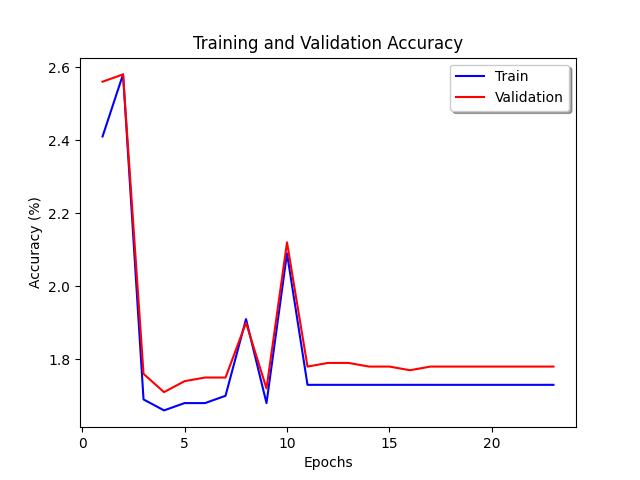 Training and Validation Accuracy
Train
Validation
2.6
2.4
2.2
2.0
1.8
Accuracy (%)
0
5
10
15
20
Epochs